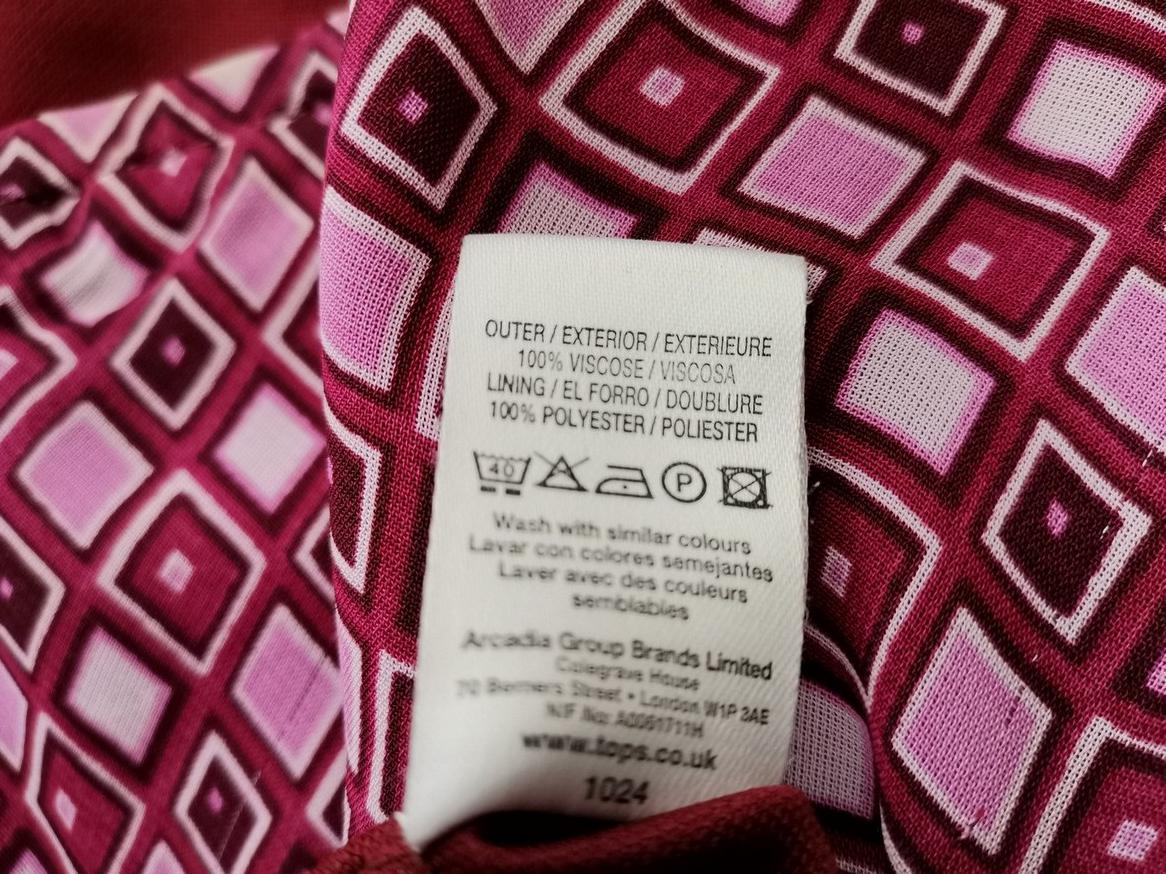 OUTER / EXTERIOR / EXTERIEURE
100% VISCOSE / VISCOSA
LINING / EL FORRO / DOUBLURE
100% POLYESTER / POLIESTER
40 P
Wash with similar colours
Lavar con colores semejantes
Laver avec des couleurs
semblables
Arcadia Group Brands Limited
Colegrave House
70 Berners Street • London W1P 3AE
N/F No: A0061711H
www.tops.co.uk
1024